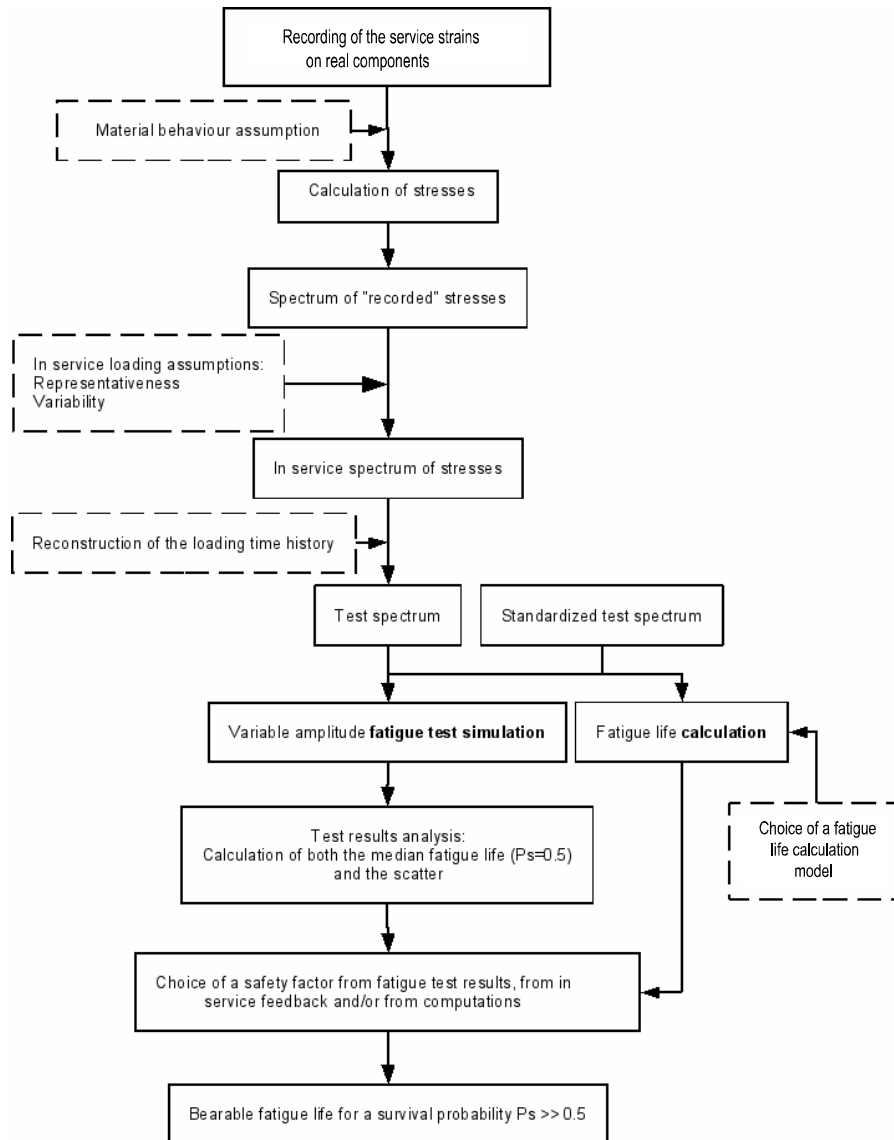 Recording of the service strains
on real components
Material behaviour assumption
Calculation of stresses
Spectrum of "recorded" stresses
In service loading assumptions:
Representativeness
Variability
In service spectrum of stresses
Reconstruction of the loading time history
Test spectrum
Standardized test spectrum
Variable amplitude fatigue test simulation
Fatigue life calculation
Choice of a fatigue
life calculation
model
Test results analysis:
Calculation of both the median fatigue life (Ps=0.5)
and the scatter
Choice of a safety factor from fatigue test results, from in
service feedback and/or from computations
Bearable fatigue life for a survival probability Ps >> 0.5